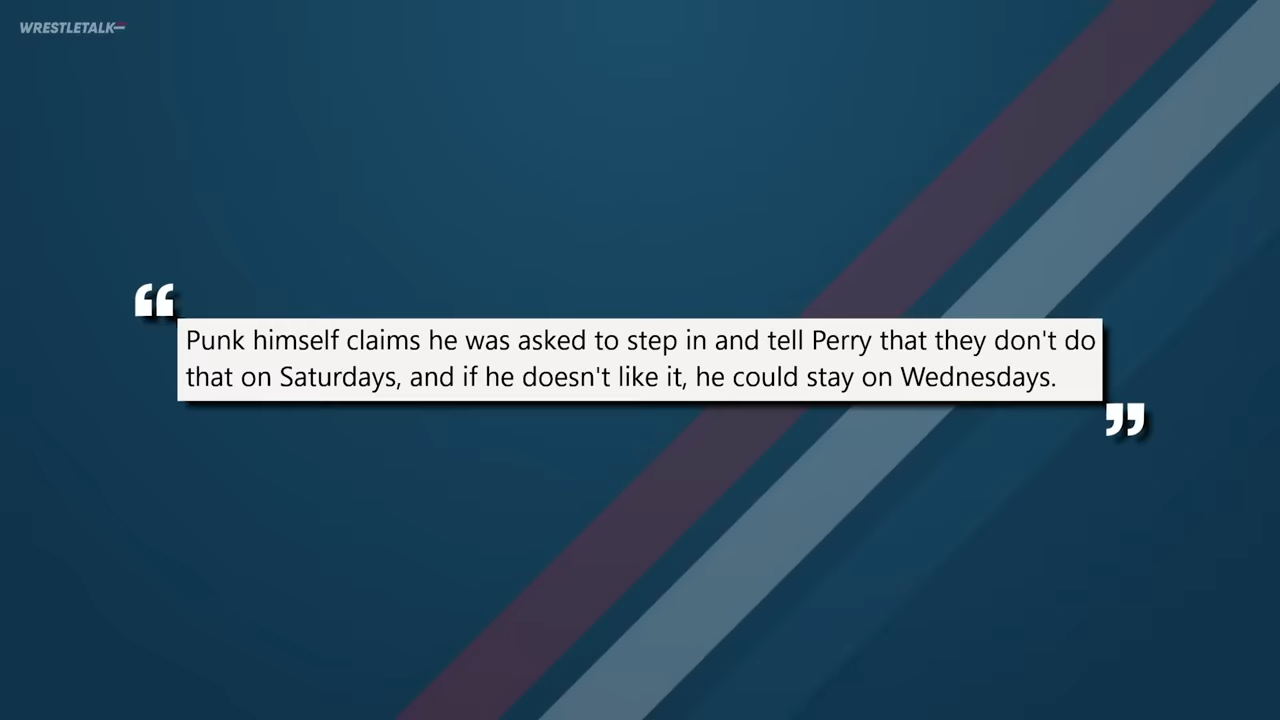 WRESTLETALK
“
Punk himself claims he was asked to step in and tell Perry that they don't do
that on Saturdays, and if he doesn't like it, he could stay on Wednesdays.
”